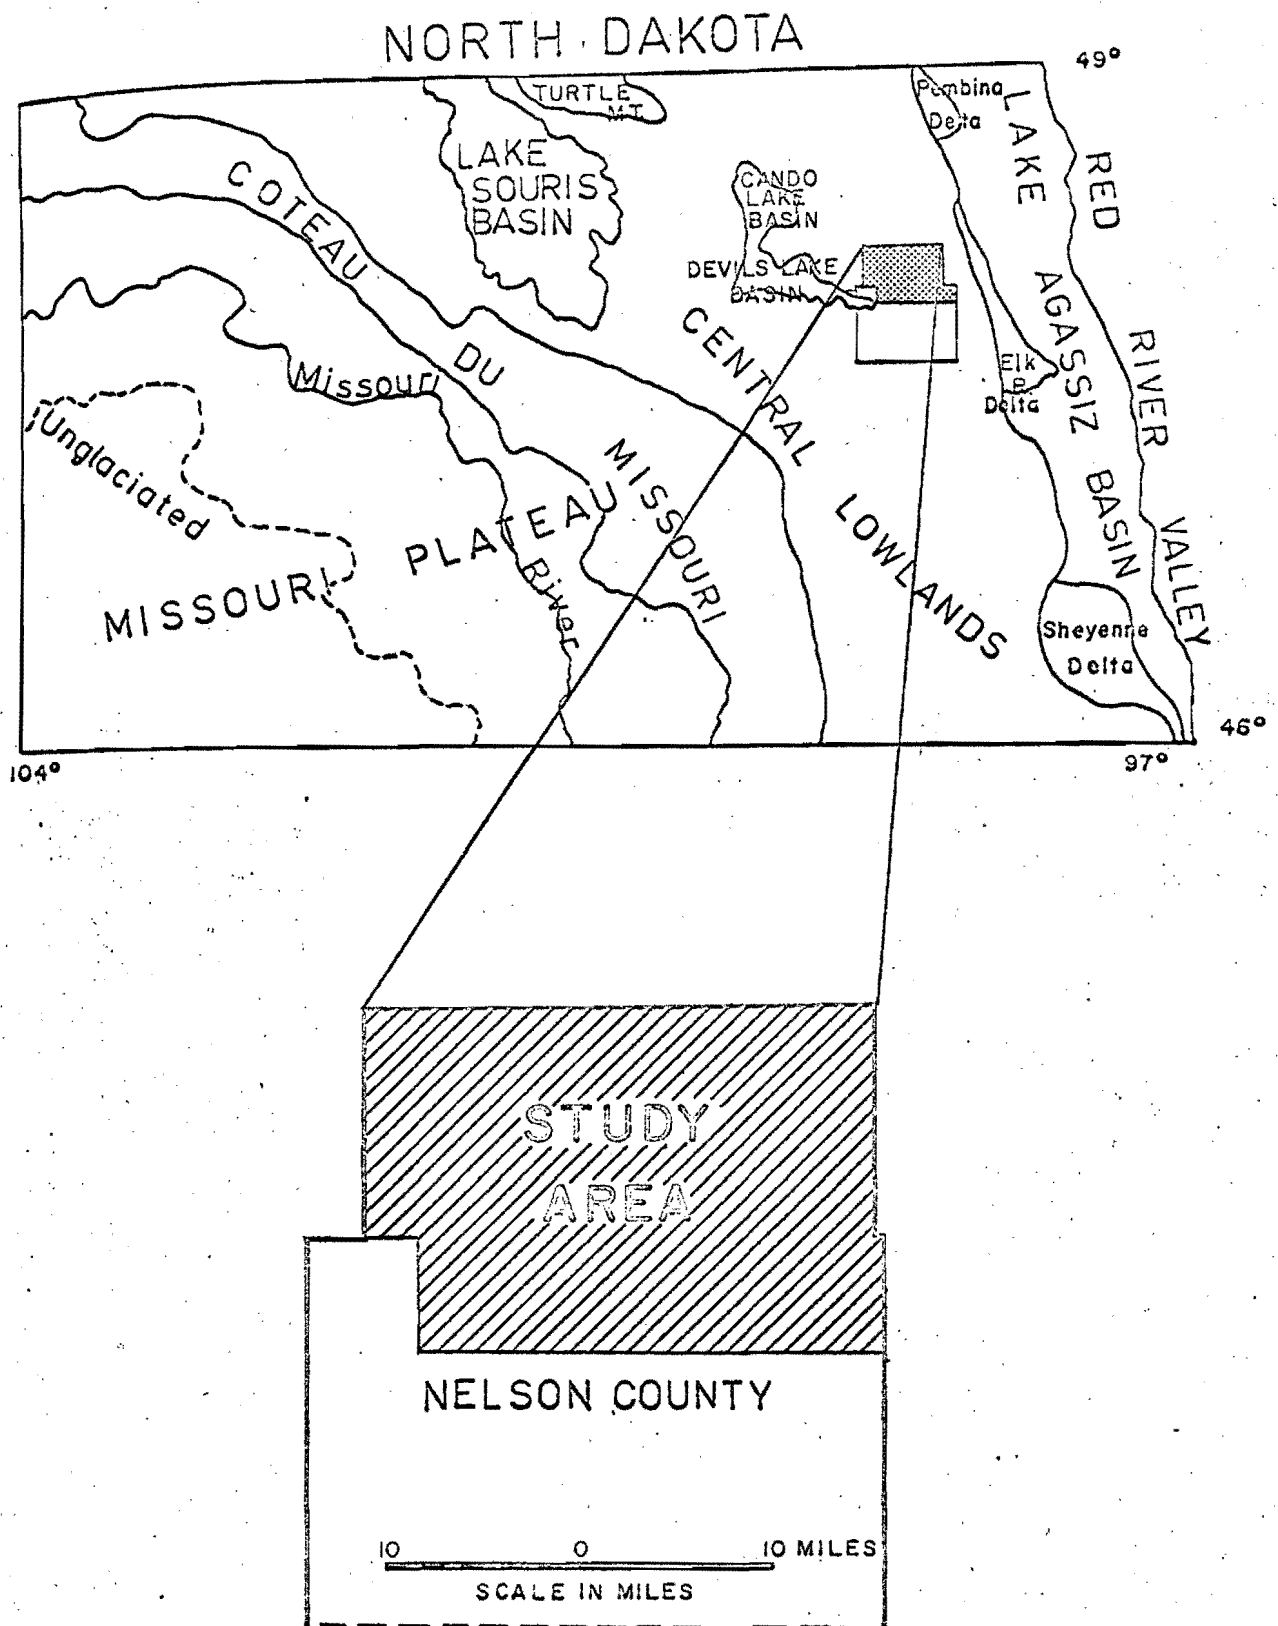 NORTH DAKOTA
49°
TURTLE
MT.
Pembina
Delta
LAKE
SOURIS
BASIN
CANDO
LAKE
BASIN
DEVILS LAKE
BASIN
COTEAU
DU
MISSOURI
CENTRAL
LOWLANDS
LAKE AGASSIZ BASIN
RED RIVER VALLEY
Elk
R
Delta
Missouri
River
Unglaciated
MISSOURI PLATEAU
Sheyenne
Delta
46°
104°
97°
STUDY
AREA
NELSON COUNTY
10 0 10 MILES
SCALE IN MILES